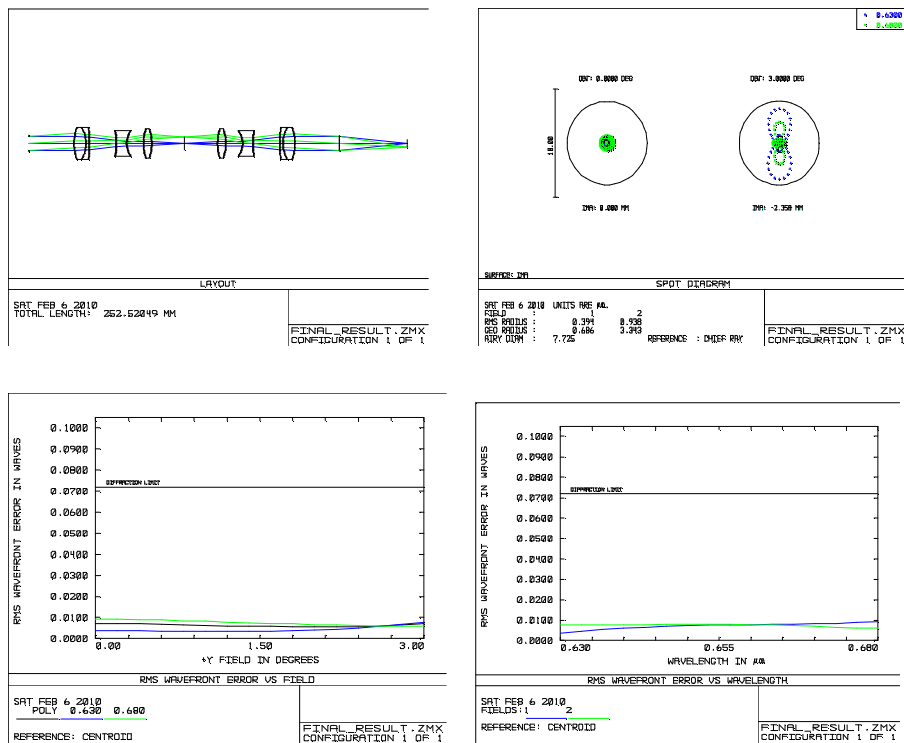 LAYOUT
SAT FEB 6 2010
TOTAL LENGTH: 252.52049 MM
FINAL_RESULT.ZMX
CONFIGURATION 1 OF 1
0.6300
0.6800
OBJ: 0.0000 DEG
OBJ: 3.0000 DEG
10.00
IMA: 0.000 MM
IMA: -2.358 MM
SURFACE: IMA
SPOT DIAGRAM
SAT FEB 6 2010 UNITS ARE µm.
FIELD : 1 2
RMS RADIUS : 0.394 0.938
GEO RADIUS : 0.686 3.343
AIRY DIAM : 7.725 REFERENCE : CHIEF RAY
FINAL_RESULT.ZMX
CONFIGURATION 1 OF 1
RMS WAVEFRONT ERROR IN WAVES
0.1000
0.0900
0.0800
DIFFRACTION LIMIT
0.0700
0.0600
0.0500
0.0400
0.0300
0.0200
0.0100
0.0000
0.00 1.50 3.00
+Y FIELD IN DEGREES
RMS WAVEFRONT ERROR VS FIELD
SAT FEB 6 2010
POLY 0.630 0.680
REFERENCE: CENTROID
FINAL_RESULT.ZMX
CONFIGURATION 1 OF 1
RMS WAVEFRONT ERROR IN WAVES
0.1000
0.0900
0.0800
DIFFRACTION LIMIT
0.0700
0.0600
0.0500
0.0400
0.0300
0.0200
0.0100
0.0000
0.630 0.655 0.680
WAVELENGTH IN µm
RMS WAVEFRONT ERROR VS WAVELENGTH
SAT FEB 6 2010
FIELDS:1 2
REFERENCE: CENTROID
FINAL_RESULT.ZMX
CONFIGURATION 1 OF 1